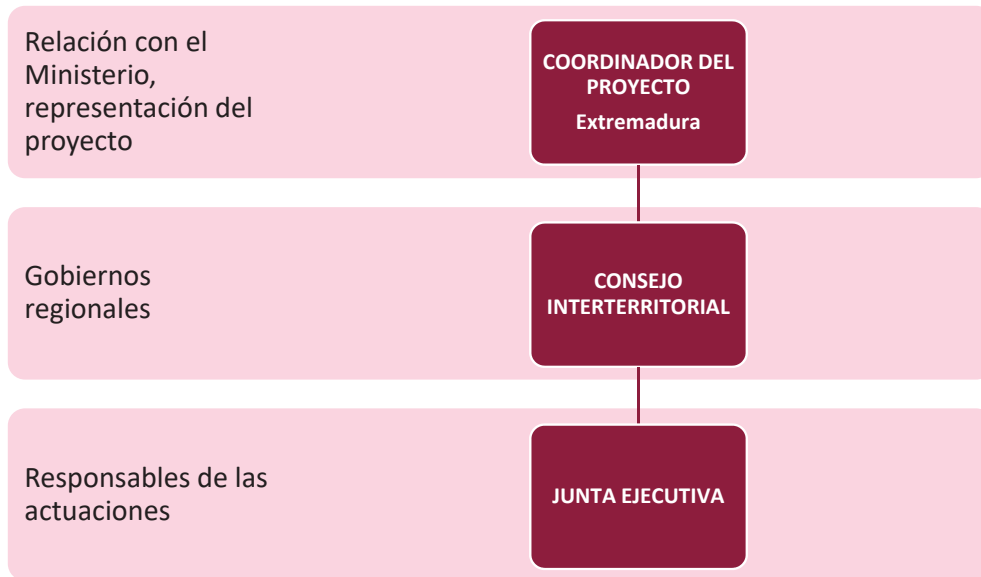 Relación con el
Ministerio,
representación del
proyecto
COORDINADOR DEL
PROYECTO
Extremadura
Gobiernos
regionales
CONSEJO
INTERTERRITORIAL
Responsables de las
actuaciones
JUNTA EJECUTIVA